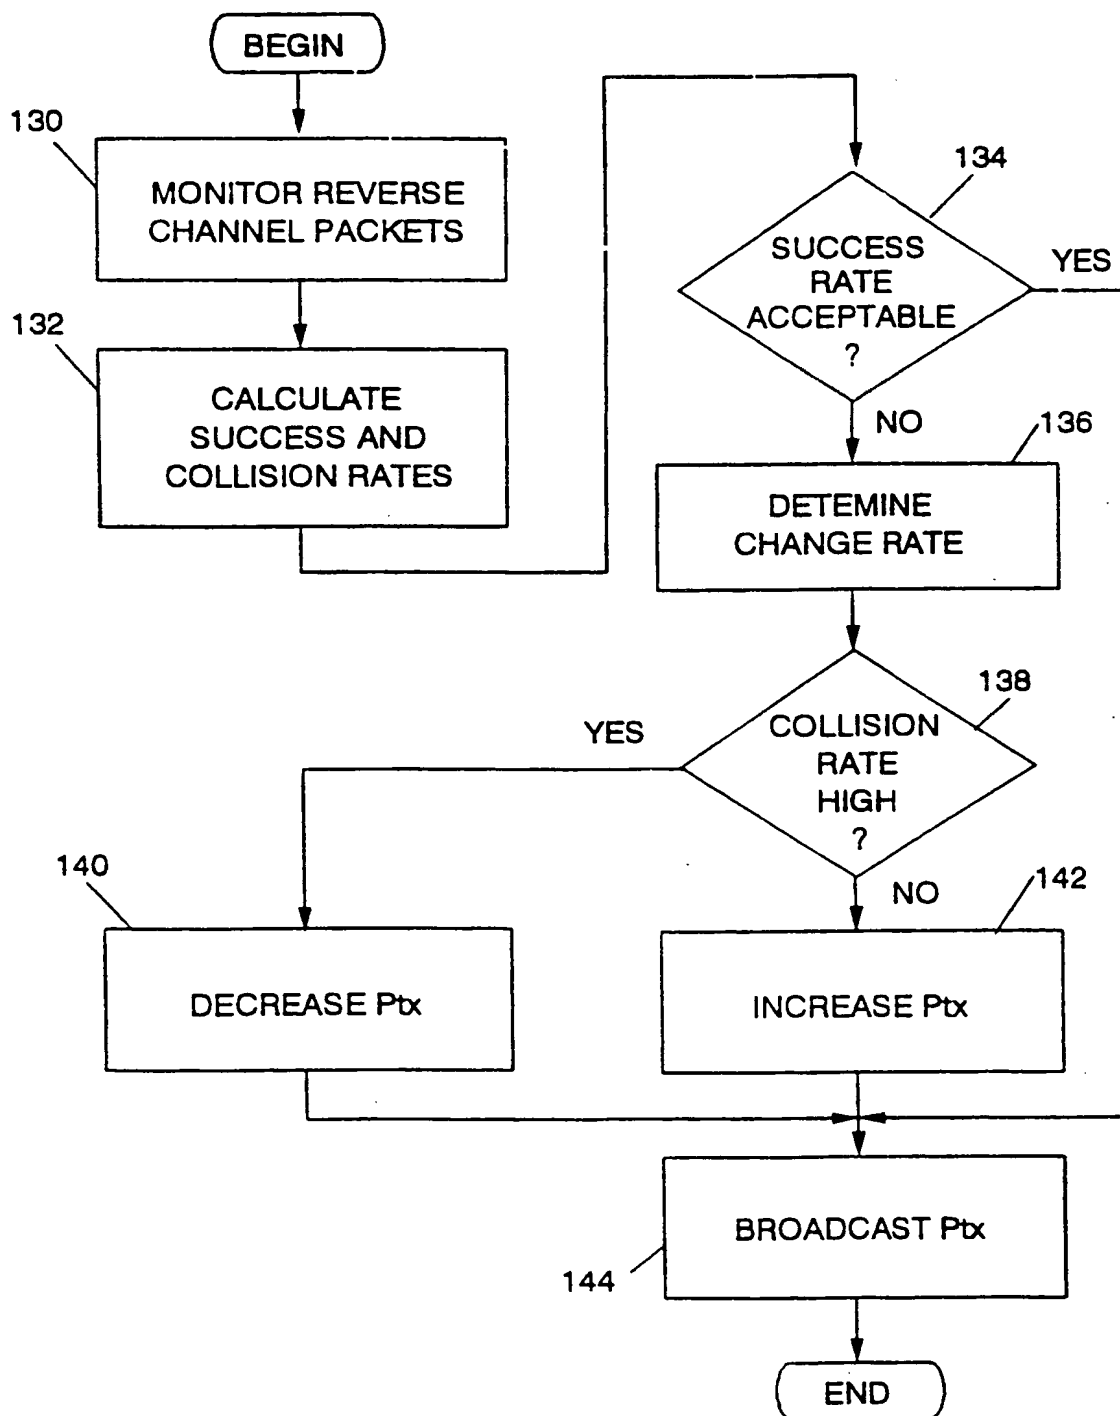 BEGIN
130
MONITOR REVERSE
CHANNEL PACKETS
132
CALCULATE
SUCCESS AND
COLLISION RATES
134
SUCCESS
RATE
ACCEPTABLE
?
YES
NO
136
DETEMINE
CHANGE RATE
138
COLLISION
RATE
HIGH
?
YES
NO
140
DECREASE Ptx
142
INCREASE Ptx
BROADCAST Ptx
144
END